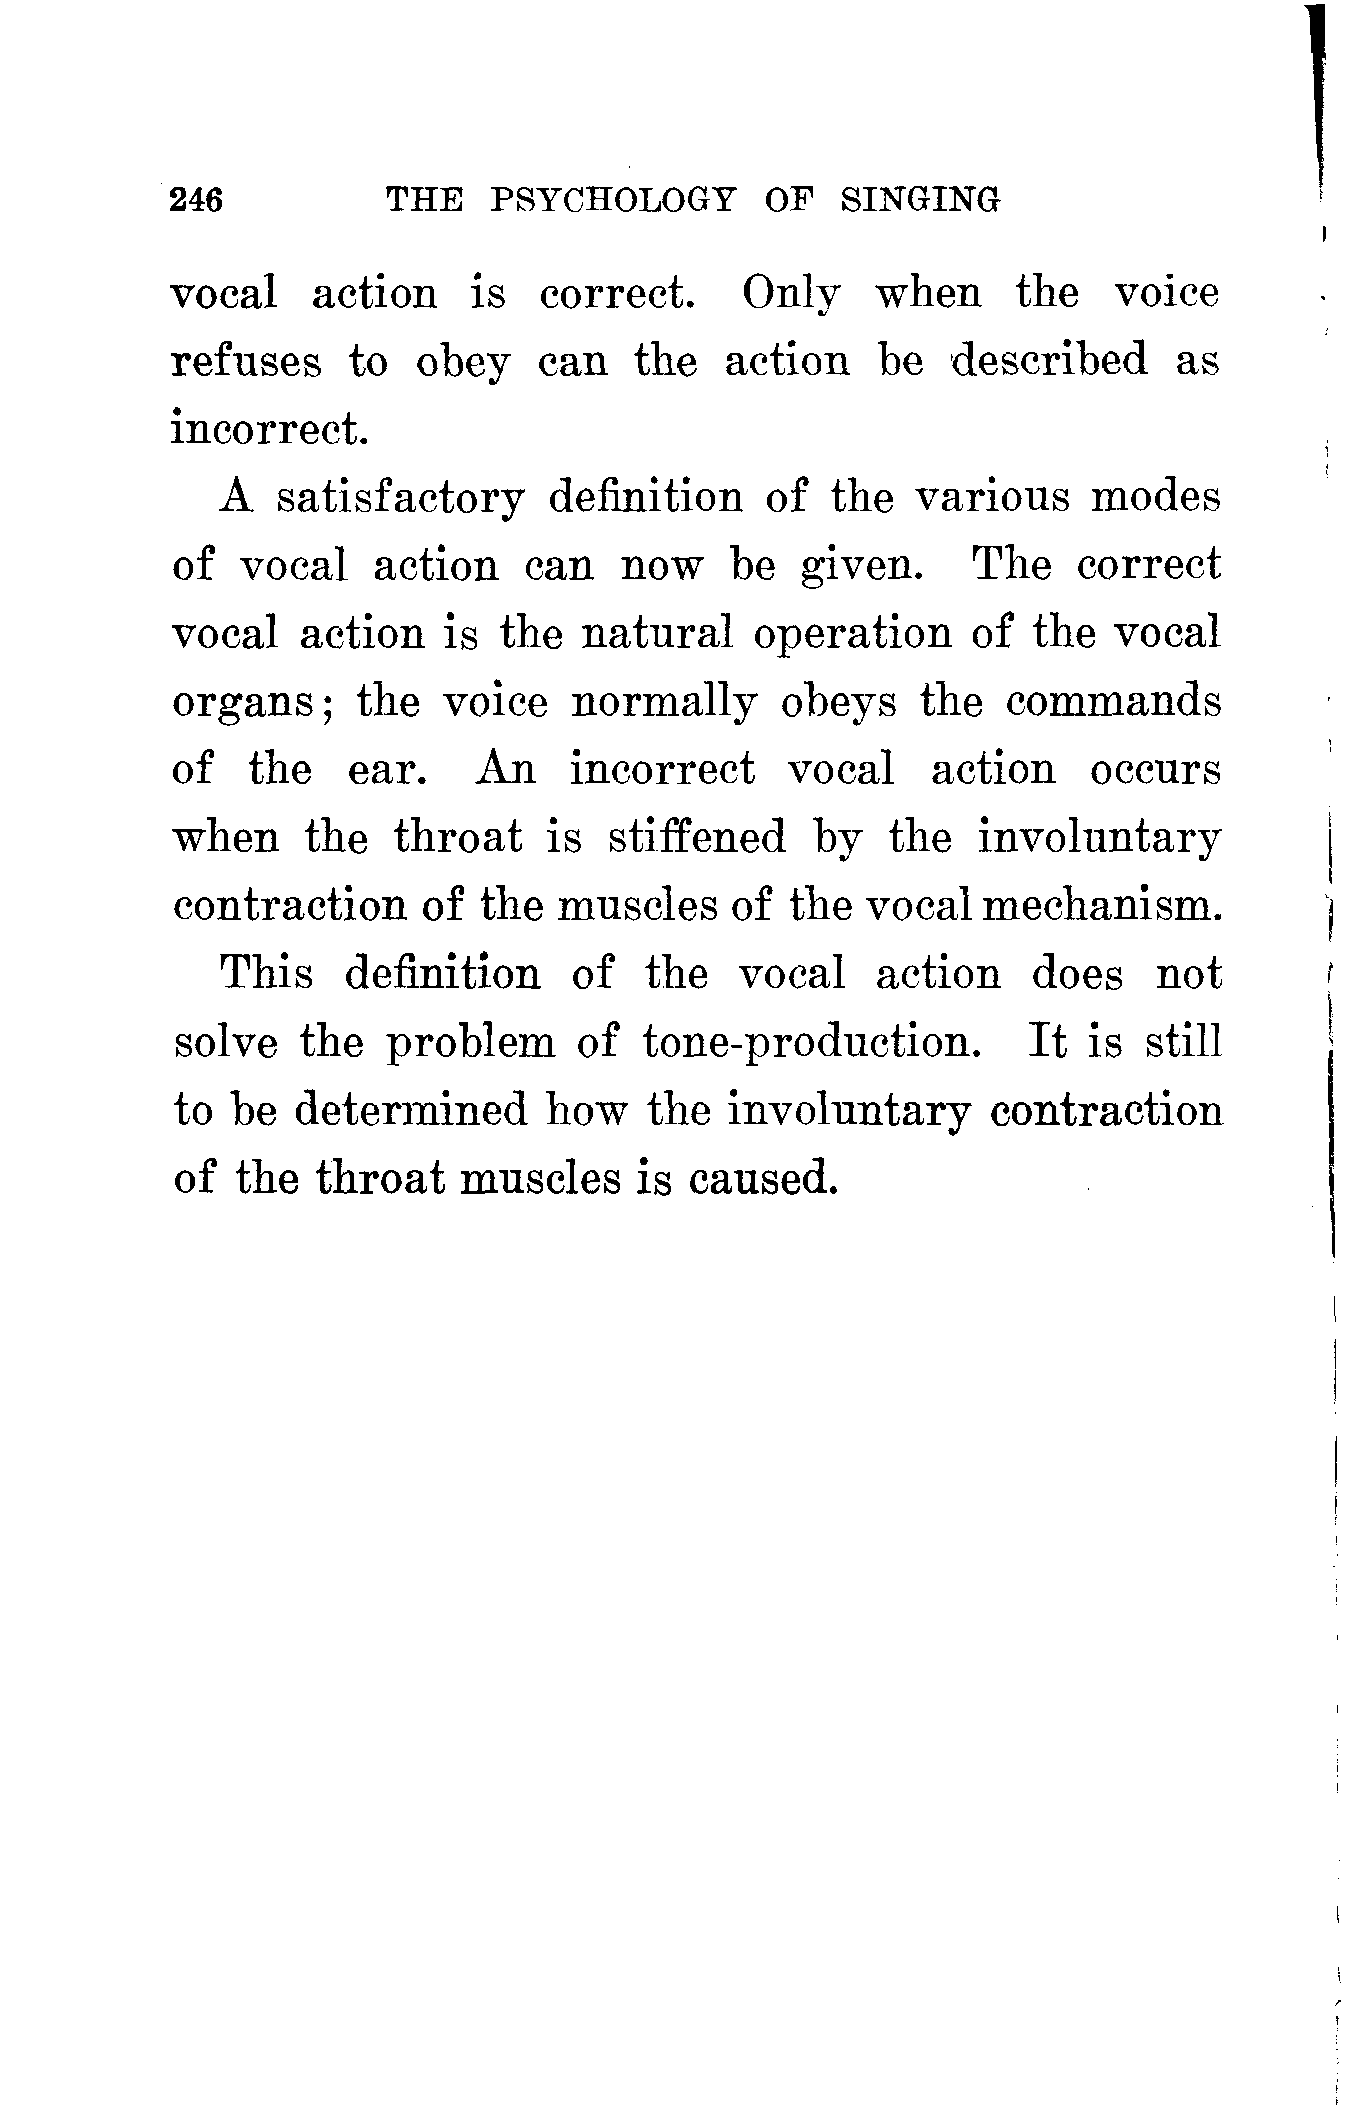 246 THE PSYCHOLOGY OF SINGING
vocal action is correct. Only when the voice
refuses to obey can the action be described as
incorrect.
A satisfactory definition of the various modes
of vocal action can now be given. The correct
vocal action is the natural operation of the vocal
organs; the voice normally obeys the commands
of the ear. An incorrect vocal action occurs
when the throat is stiffened by the involuntary
contraction of the muscles of the vocal mechanism.
This definition of the vocal action does not
solve the problem of tone-production. It is still
to be determined how the involuntary contraction
of the throat muscles is caused.